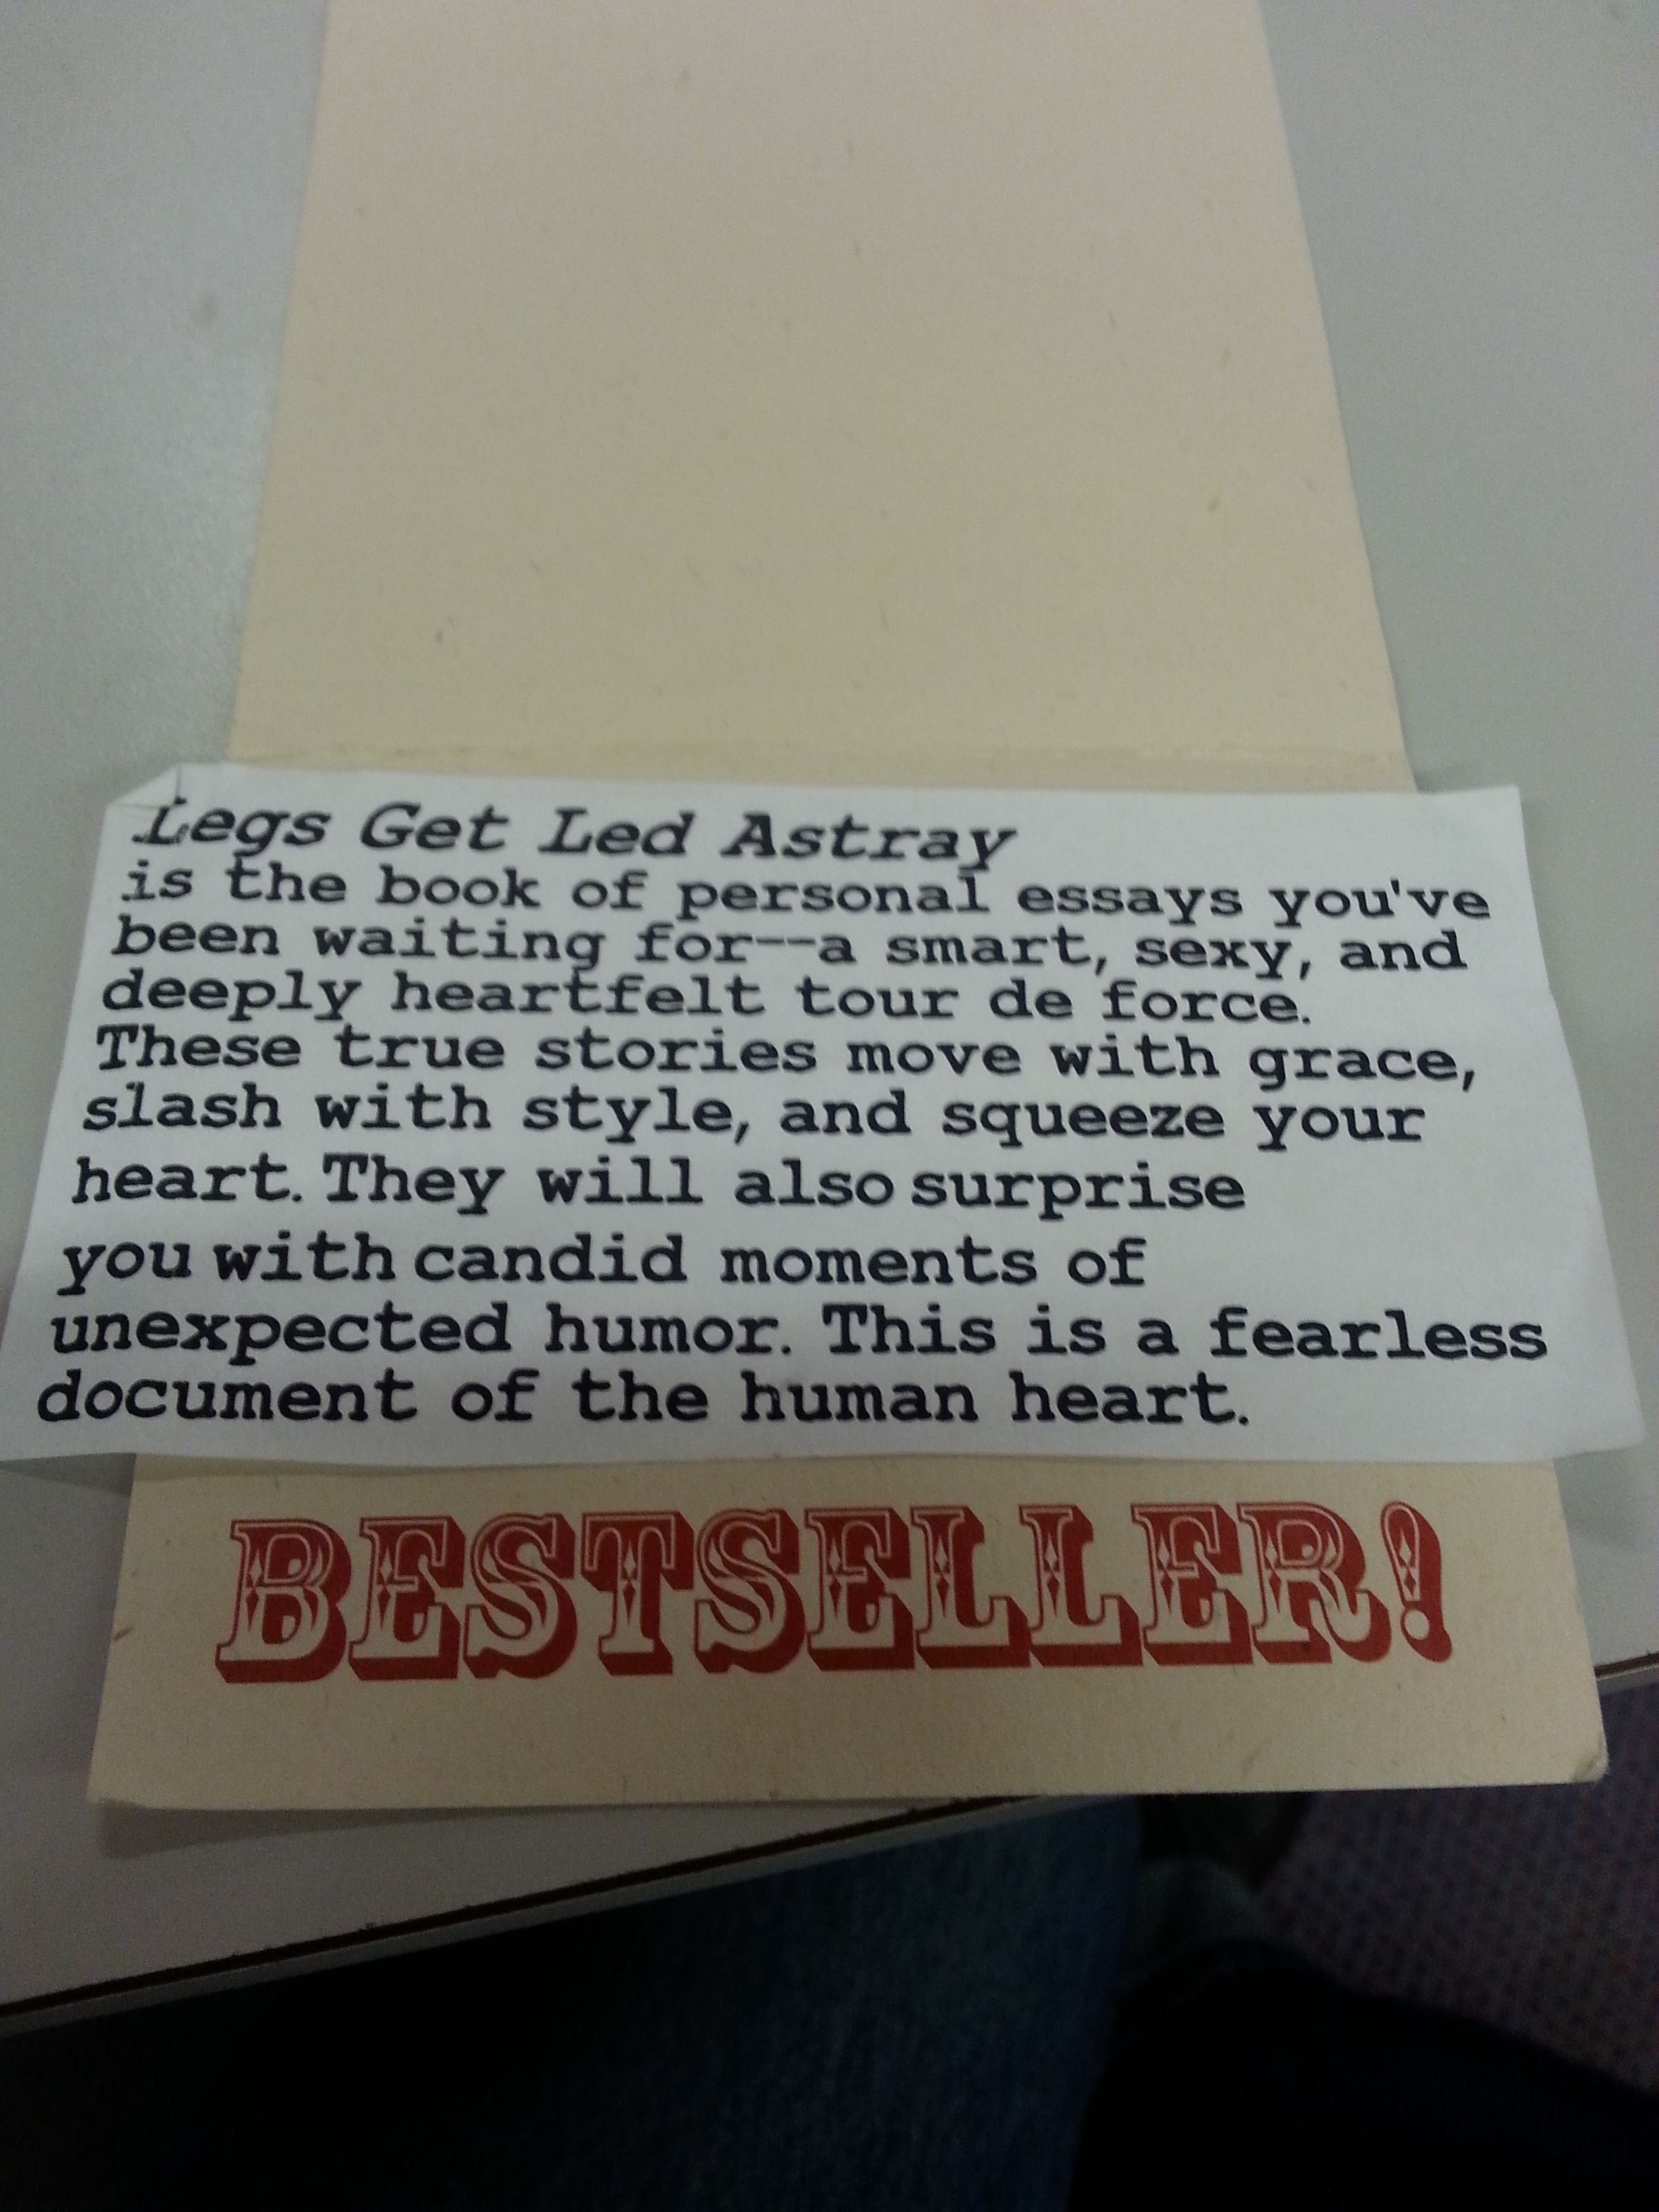 Legs Get Led Astray
is the book of personal essays you've
been waiting for--a smart, sexy, and
deeply heartfelt tour de force.
These true stories move with grace,
slash with style, and squeeze your
heart. They will also surprise
you with candid moments of
unexpected humor. This is a fearless
document of the human heart.
BESTSELLER!